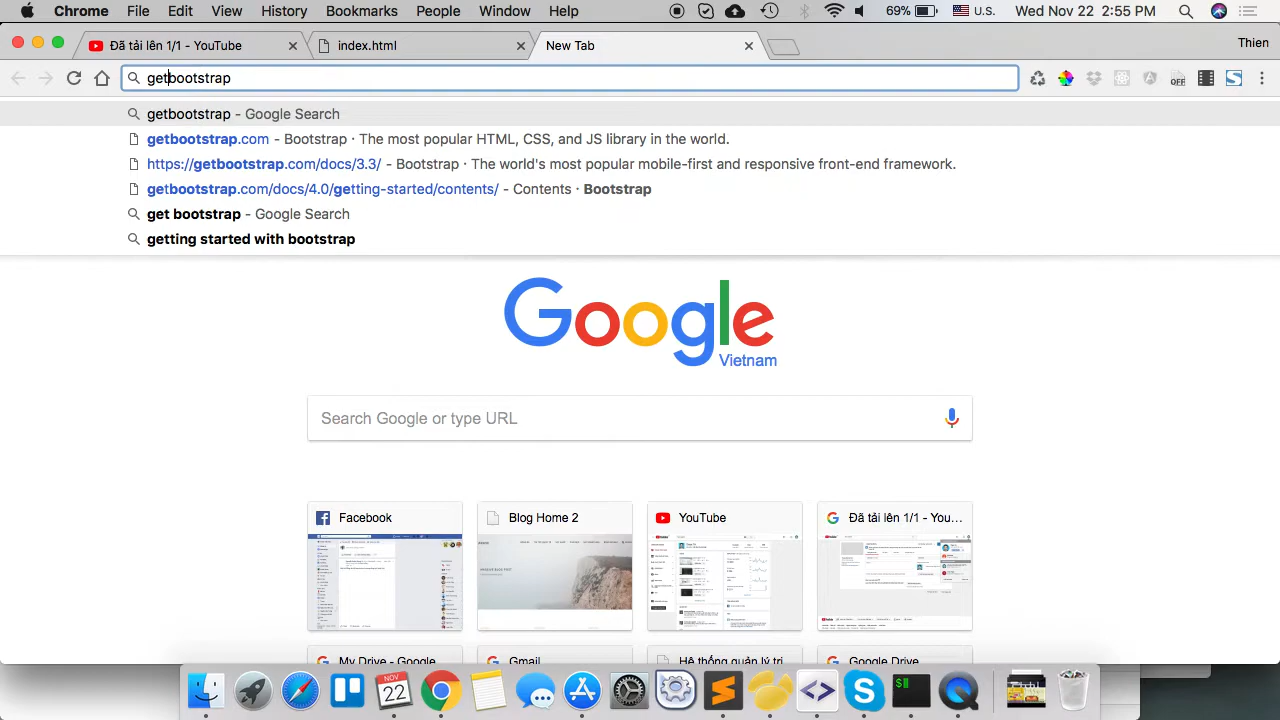 Chrome File Edit View History Bookmarks People Window Help 69% U.S. Wed Nov 22 2:55 PM
Đã tải lên 1/1 - YouTube index.html New Tab Thien
getbootstrap OFF
getbootstrap – Google Search
getbootstrap.com - Bootstrap · The most popular HTML, CSS, and JS library in the world.
https://getbootstrap.com/docs/3.3/ - Bootstrap · The world's most popular mobile-first and responsive front-end framework.
getbootstrap.com/docs/4.0/getting-started/contents/ - Contents · Bootstrap
get bootstrap – Google Search
getting started with bootstrap
Google
Vietnam
Search Google or type URL
Facebook Blog Home 2 YouTube Đã tải lên 1/1 - You...
My Drive - Google Gmail Hệ thống quản lý tri Google Drive
NOV
22